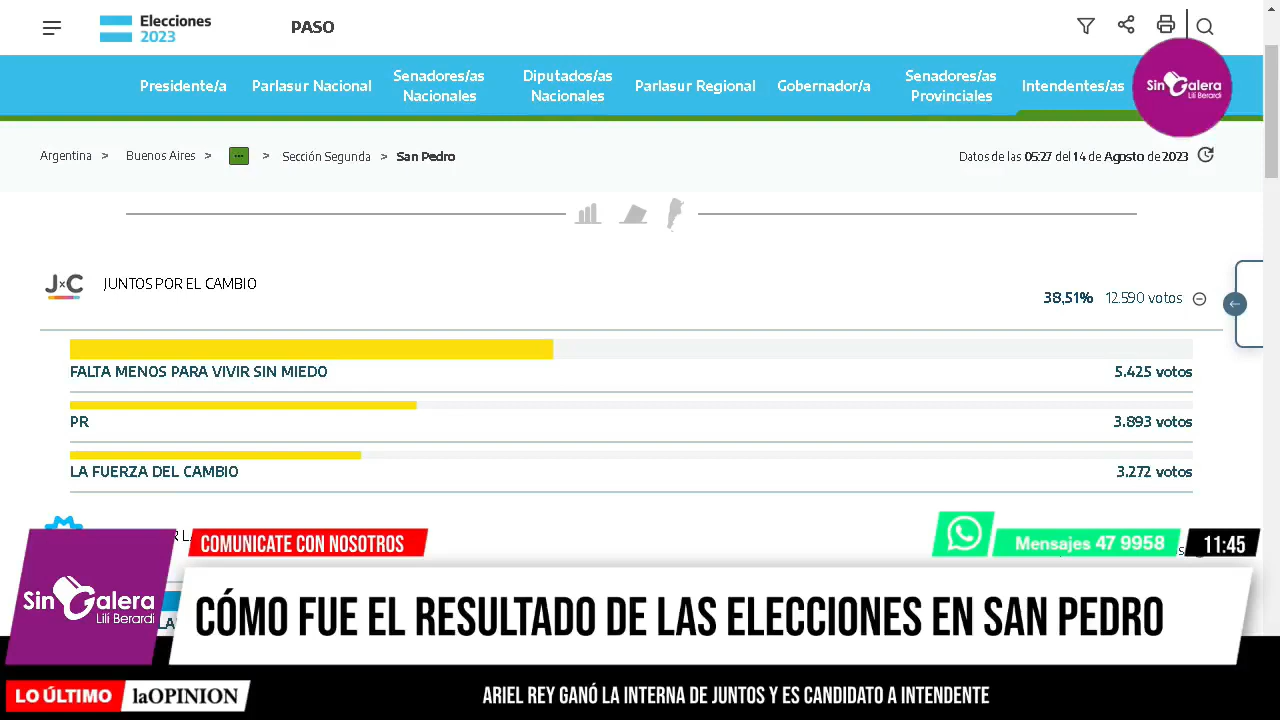 Elecciones
2023
PASO
Presidente/a
Parlasur Nacional
Senadores/as
Nacionales
Diputados/as
Nacionales
Parlasur Regional
Gobernador/a
Senadores/as
Provinciales
Intendentes/as
Sin Galera
Lili Berardi
Argentina > Buenos Aires > ... > Sección Segunda > San Pedro
Datos de las 05:27 del 14 de Agosto de 2023
JxC JUNTOS POR EL CAMBIO
38,51% 12.590 votos
FALTA MENOS PARA VIVIR SIN MIEDO 5.425 votos
PR 3.893 votos
LA FUERZA DEL CAMBIO 3.272 votos
COMUNICATE CON NOSOTROS
Mensajes 47 9958
11:45
Sin Galera
Lili Berardi
CÓMO FUE EL RESULTADO DE LAS ELECCIONES EN SAN PEDRO
LO ÚLTIMO laOPINION
ARIEL REY GANÓ LA INTERNA DE JUNTOS Y ES CANDIDATO A INTENDENTE